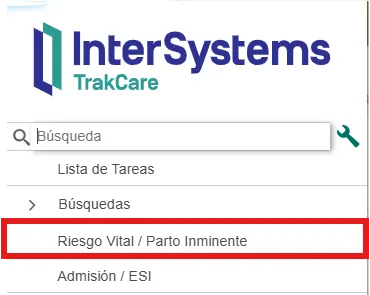 InterSystems
TrakCare
Búsqueda
Lista de Tareas
Búsquedas
Riesgo Vital / Parto Inminente
Admisión / ESI